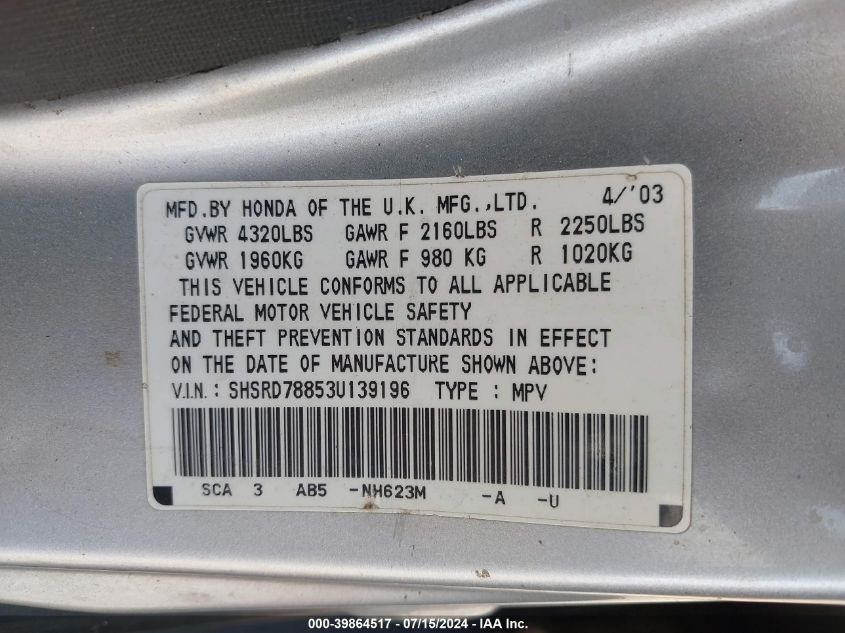 MFD.BY HONDA OF THE U.K. MFG.,LTD. 4/'03
GVWR 4320LBS GAWR F 2160LBS R 2250LBS
GVWR 1960KG GAWR F 980 KG R 1020KG
THIS VEHICLE CONFORMS TO ALL APPLICABLE
FEDERAL MOTOR VEHICLE SAFETY
AND THEFT PREVENTION STANDARDS IN EFFECT
ON THE DATE OF MANUFACTURE SHOWN ABOVE:
V.I.N.: SHSRD78853U139196 TYPE : MPV
SCA 3 AB5 -NH623M -A -U
000-39864517 - 07/15/2024 - IAA Inc.